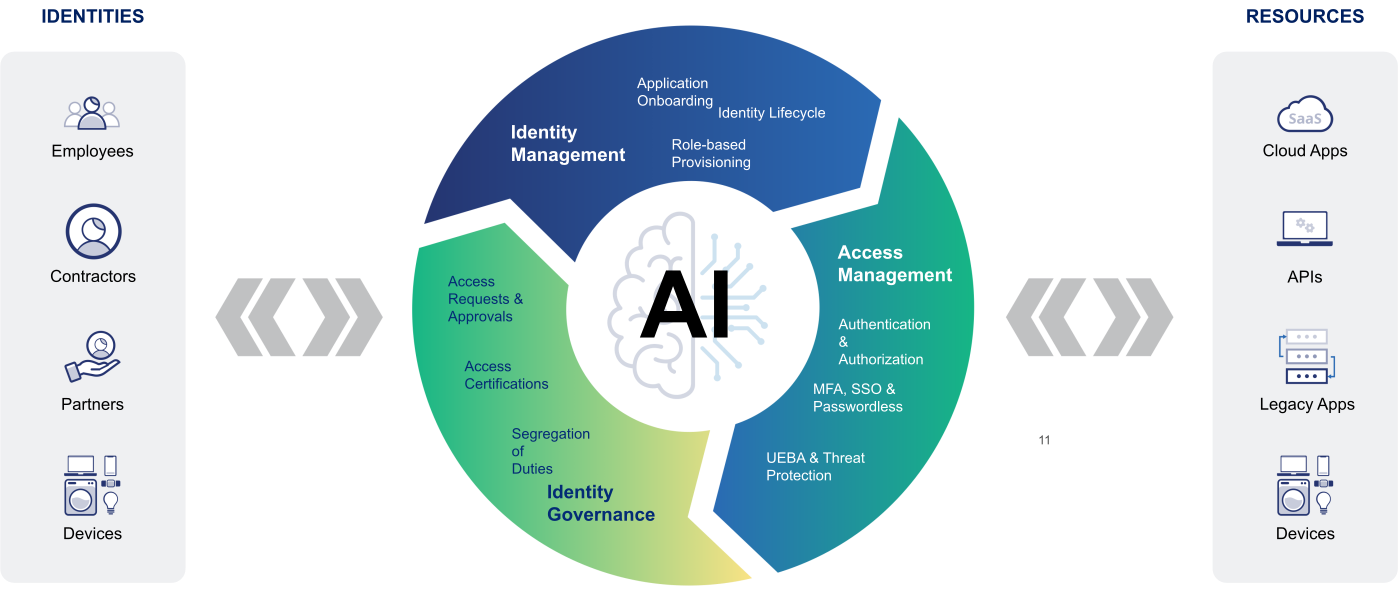 IDENTITIES
Employees
Contractors
Partners
Devices
Identity
Management
Application
Onboarding
Identity Lifecycle
Role-based
Provisioning
Access
Management
Authentication
&
Authorization
MFA, SSO &
Passwordless
UEBA & Threat
Protection
Access
Requests &
Approvals
Access
Certifications
Segregation
of
Duties
Identity
Governance
AI
11
RESOURCES
SaaS
Cloud Apps
APIs
Legacy Apps
Devices